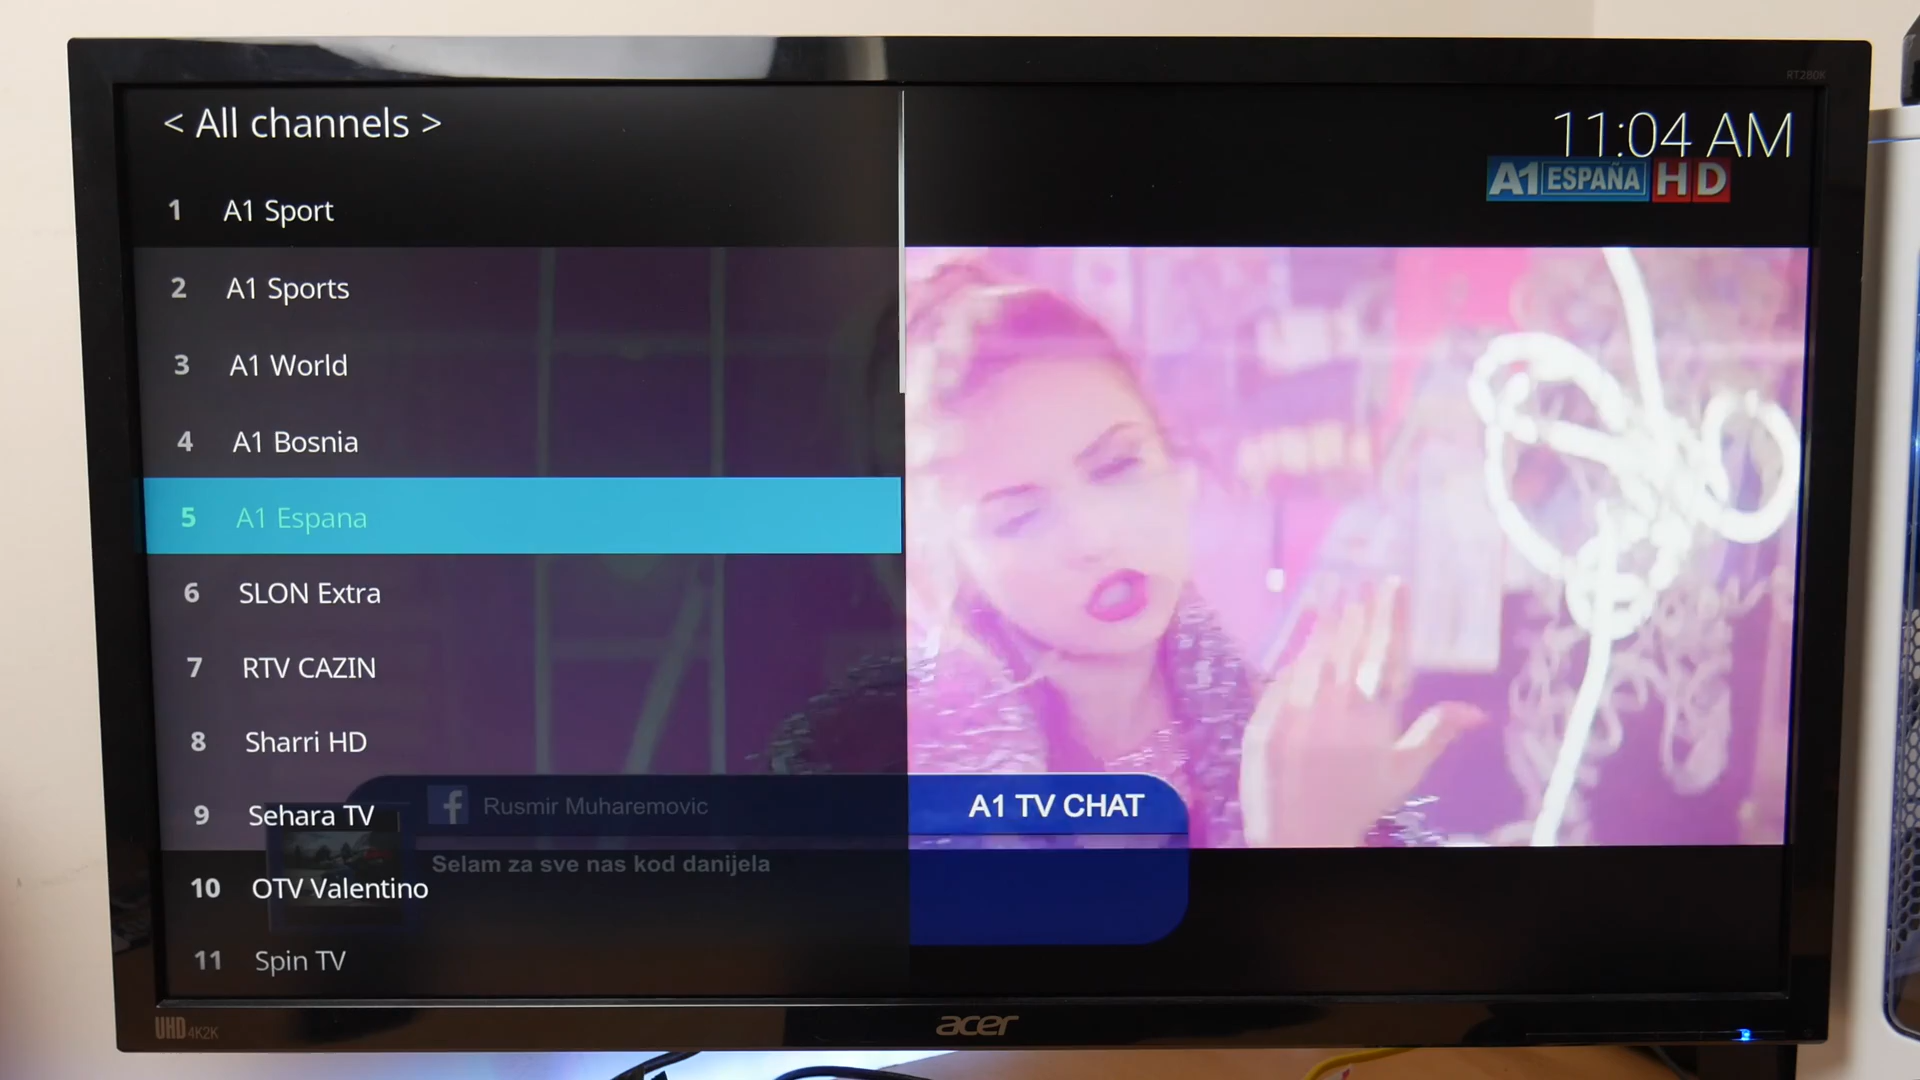 RT280K
< All channels >
11:04 AM
A1 ESPAÑA HD
1 A1 Sport
2 A1 Sports
3 A1 World
4 A1 Bosnia
5 A1 Espana
6 SLON Extra
7 RTV CAZIN
8 Sharri HD
f Rusmir Muharemovic
A1 TV CHAT
9 Sehara TV
Selam za sve nas kod danijela
10 OTV Valentino
11 Spin TV
UHD 4K2K
acer